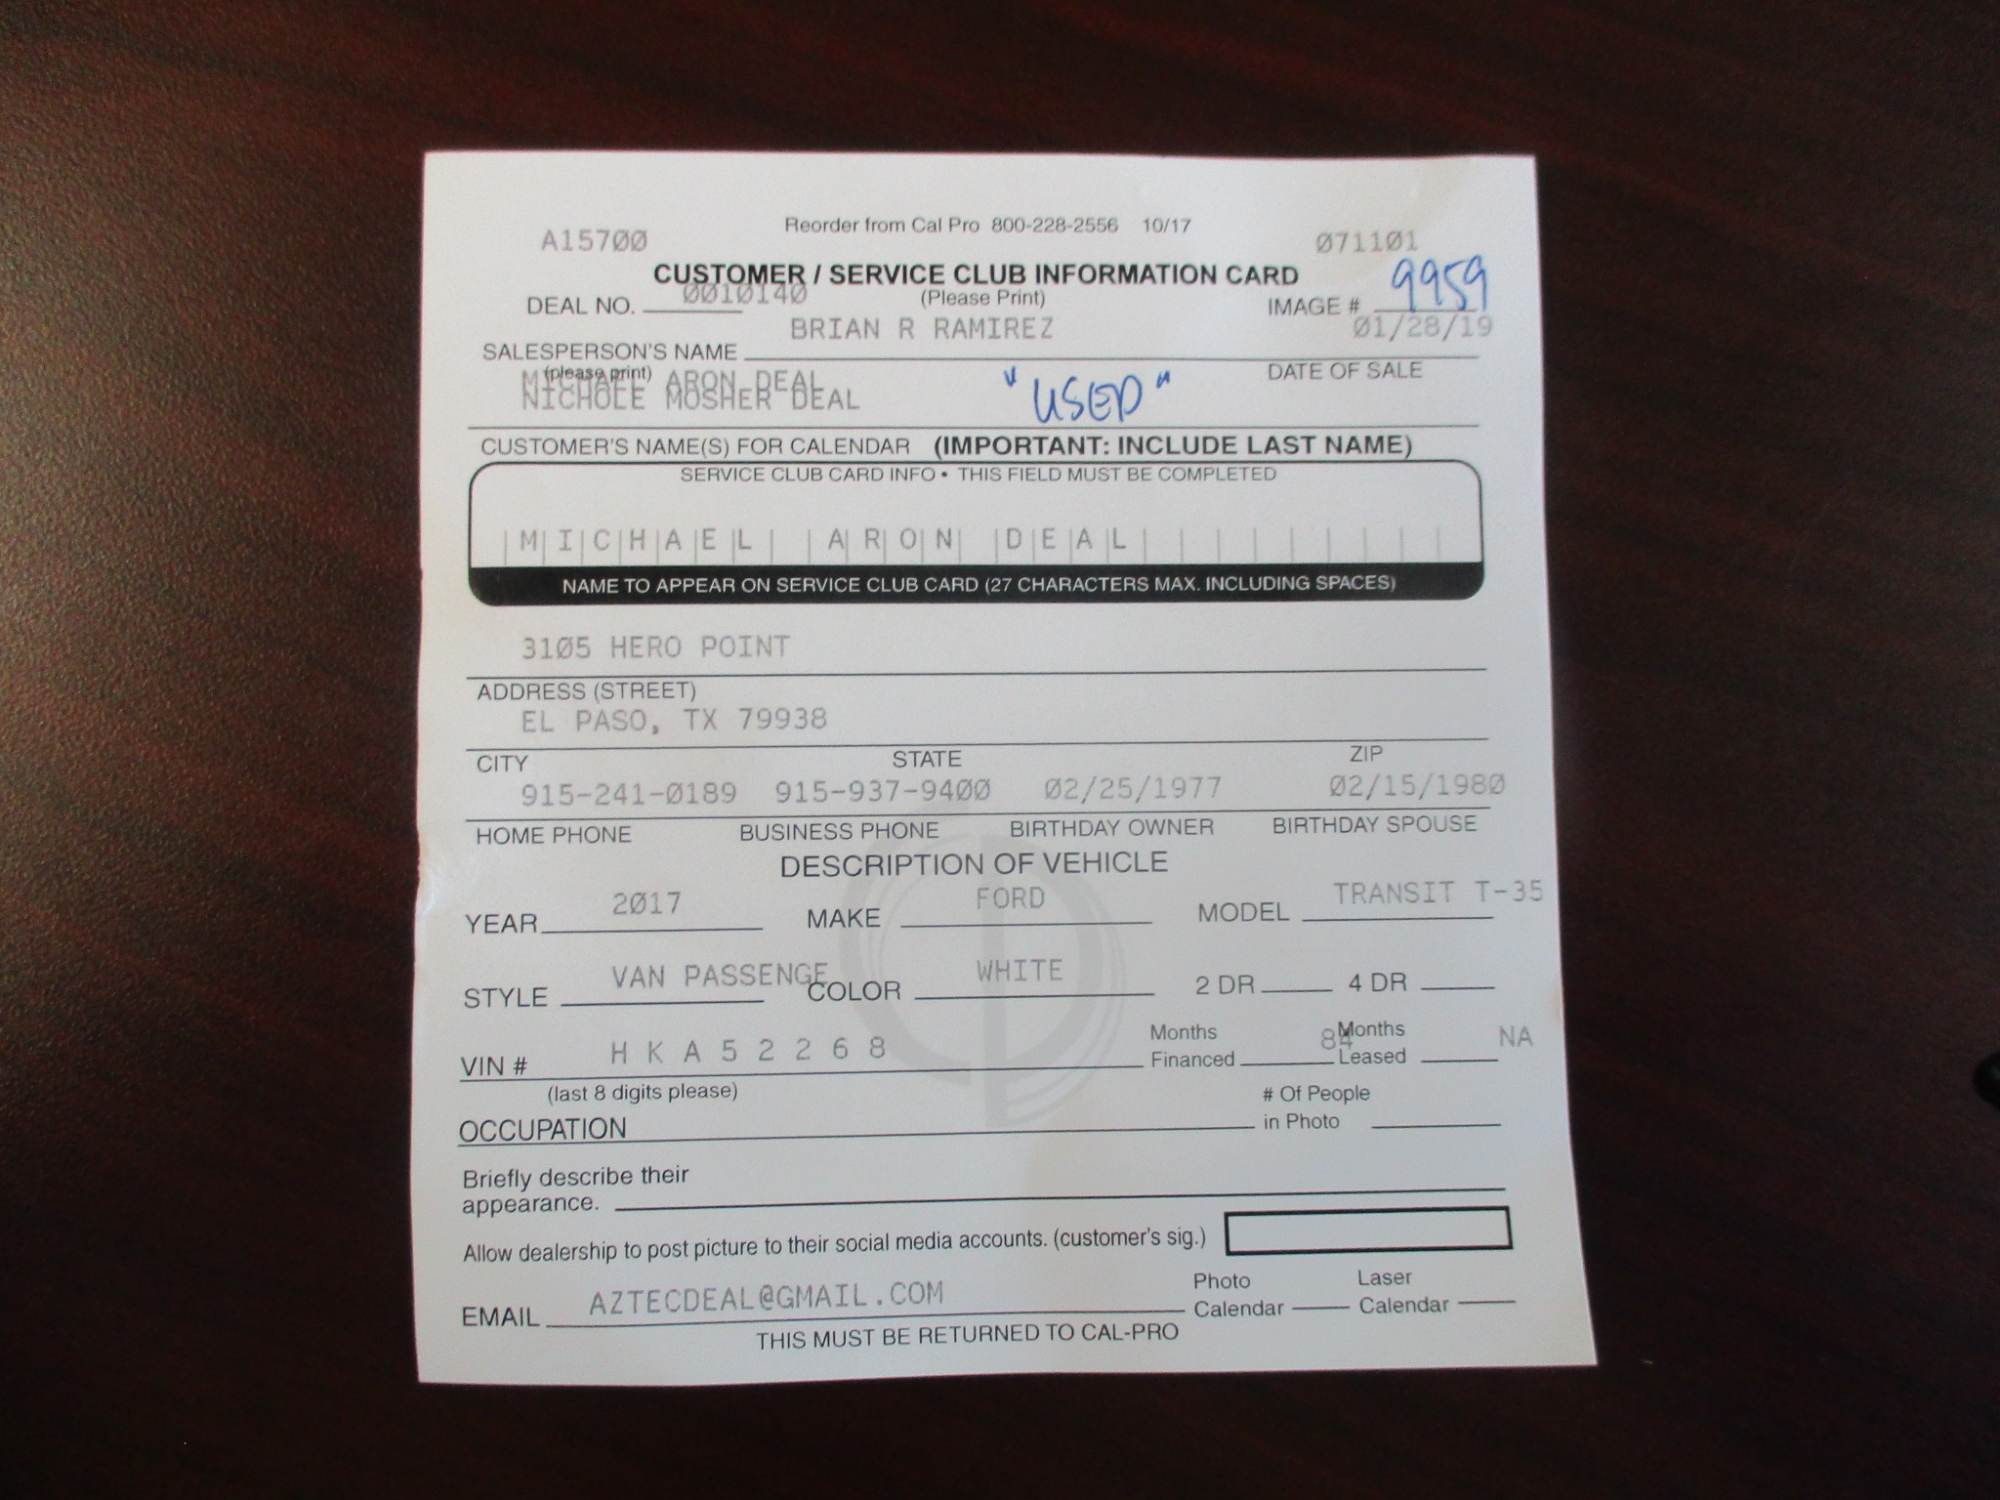 Reorder from Cal Pro 800-228-2556 10/17
A15700 071101
CUSTOMER / SERVICE CLUB INFORMATION CARD
DEAL NO. 0010140 (Please Print) IMAGE # 9959
BRIAN R RAMIREZ 01/28/19
SALESPERSON'S NAME
(please print) DATE OF SALE
MICHAEL ARON DEAL
NICHOLE MOSHER DEAL "USED"
CUSTOMER'S NAME(S) FOR CALENDAR (IMPORTANT: INCLUDE LAST NAME)
SERVICE CLUB CARD INFO • THIS FIELD MUST BE COMPLETED
MICHAEL ARON DEAL
NAME TO APPEAR ON SERVICE CLUB CARD (27 CHARACTERS MAX. INCLUDING SPACES)
3105 HERO POINT
ADDRESS (STREET)
EL PASO, TX 79938
CITY STATE ZIP
915-241-0189 915-937-9400 02/25/1977 02/15/1980
HOME PHONE BUSINESS PHONE BIRTHDAY OWNER BIRTHDAY SPOUSE
DESCRIPTION OF VEHICLE
YEAR 2017 MAKE FORD MODEL TRANSIT T-35
STYLE VAN PASSENGE COLOR WHITE 2 DR 4 DR
VIN # H K A 5 2 2 6 8 Months Financed 84 Months Leased NA
(last 8 digits please)
OCCUPATION # Of People in Photo
Briefly describe their
appearance.
Allow dealership to post picture to their social media accounts. (customer's sig.)
EMAIL AZTECDEAL@GMAIL.COM Photo Calendar Laser Calendar
THIS MUST BE RETURNED TO CAL-PRO